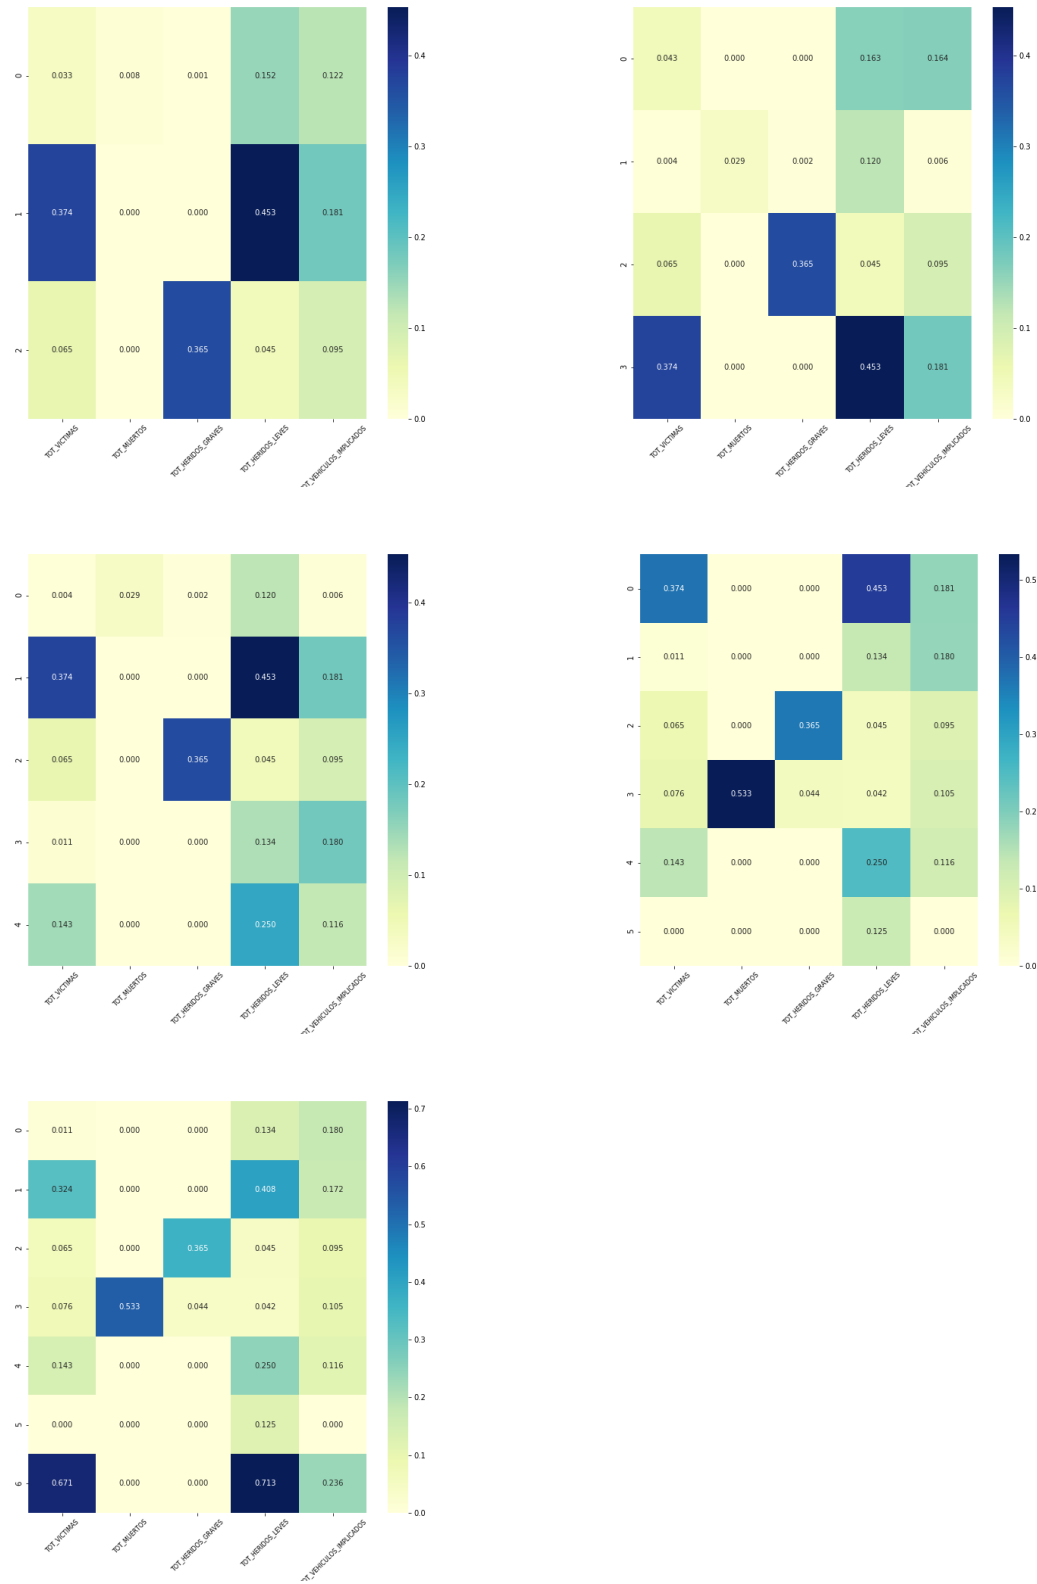 0 0.033 0.008 0.001 0.152 0.122
1 0.374 0.000 0.000 0.453 0.181
2 0.065 0.000 0.365 0.045 0.095
TOT_VICTIMAS TOT_MUERTOS TOT_HERIDOS_GRAVES TOT_HERIDOS_LEVES TOT_VEHICULOS_IMPLICADOS
0.4
0.3
0.2
0.1
0.0
0 0.043 0.000 0.000 0.163 0.164
1 0.004 0.029 0.002 0.120 0.006
2 0.065 0.000 0.365 0.045 0.095
3 0.374 0.000 0.000 0.453 0.181
TOT_VICTIMAS TOT_MUERTOS TOT_HERIDOS_GRAVES TOT_HERIDOS_LEVES TOT_VEHICULOS_IMPLICADOS
0.4
0.3
0.2
0.1
0.0
0 0.004 0.029 0.002 0.120 0.006
1 0.374 0.000 0.000 0.453 0.181
2 0.065 0.000 0.365 0.045 0.095
3 0.011 0.000 0.000 0.134 0.180
4 0.143 0.000 0.000 0.250 0.116
TOT_VICTIMAS TOT_MUERTOS TOT_HERIDOS_GRAVES TOT_HERIDOS_LEVES TOT_VEHICULOS_IMPLICADOS
0.4
0.3
0.2
0.1
0.0
0 0.374 0.000 0.000 0.453 0.181
1 0.011 0.000 0.000 0.134 0.180
2 0.065 0.000 0.365 0.045 0.095
3 0.076 0.533 0.044 0.042 0.105
4 0.143 0.000 0.000 0.250 0.116
5 0.000 0.000 0.000 0.125 0.000
TOT_VICTIMAS TOT_MUERTOS TOT_HERIDOS_GRAVES TOT_HERIDOS_LEVES TOT_VEHICULOS_IMPLICADOS
0.5
0.4
0.3
0.2
0.1
0.0
0 0.011 0.000 0.000 0.134 0.180
1 0.324 0.000 0.000 0.408 0.172
2 0.065 0.000 0.365 0.045 0.095
3 0.076 0.533 0.044 0.042 0.105
4 0.143 0.000 0.000 0.250 0.116
5 0.000 0.000 0.000 0.125 0.000
6 0.671 0.000 0.000 0.713 0.236
TOT_VICTIMAS TOT_MUERTOS TOT_HERIDOS_GRAVES TOT_HERIDOS_LEVES TOT_VEHICULOS_IMPLICADOS
0.7
0.6
0.5
0.4
0.3
0.2
0.1
0.0